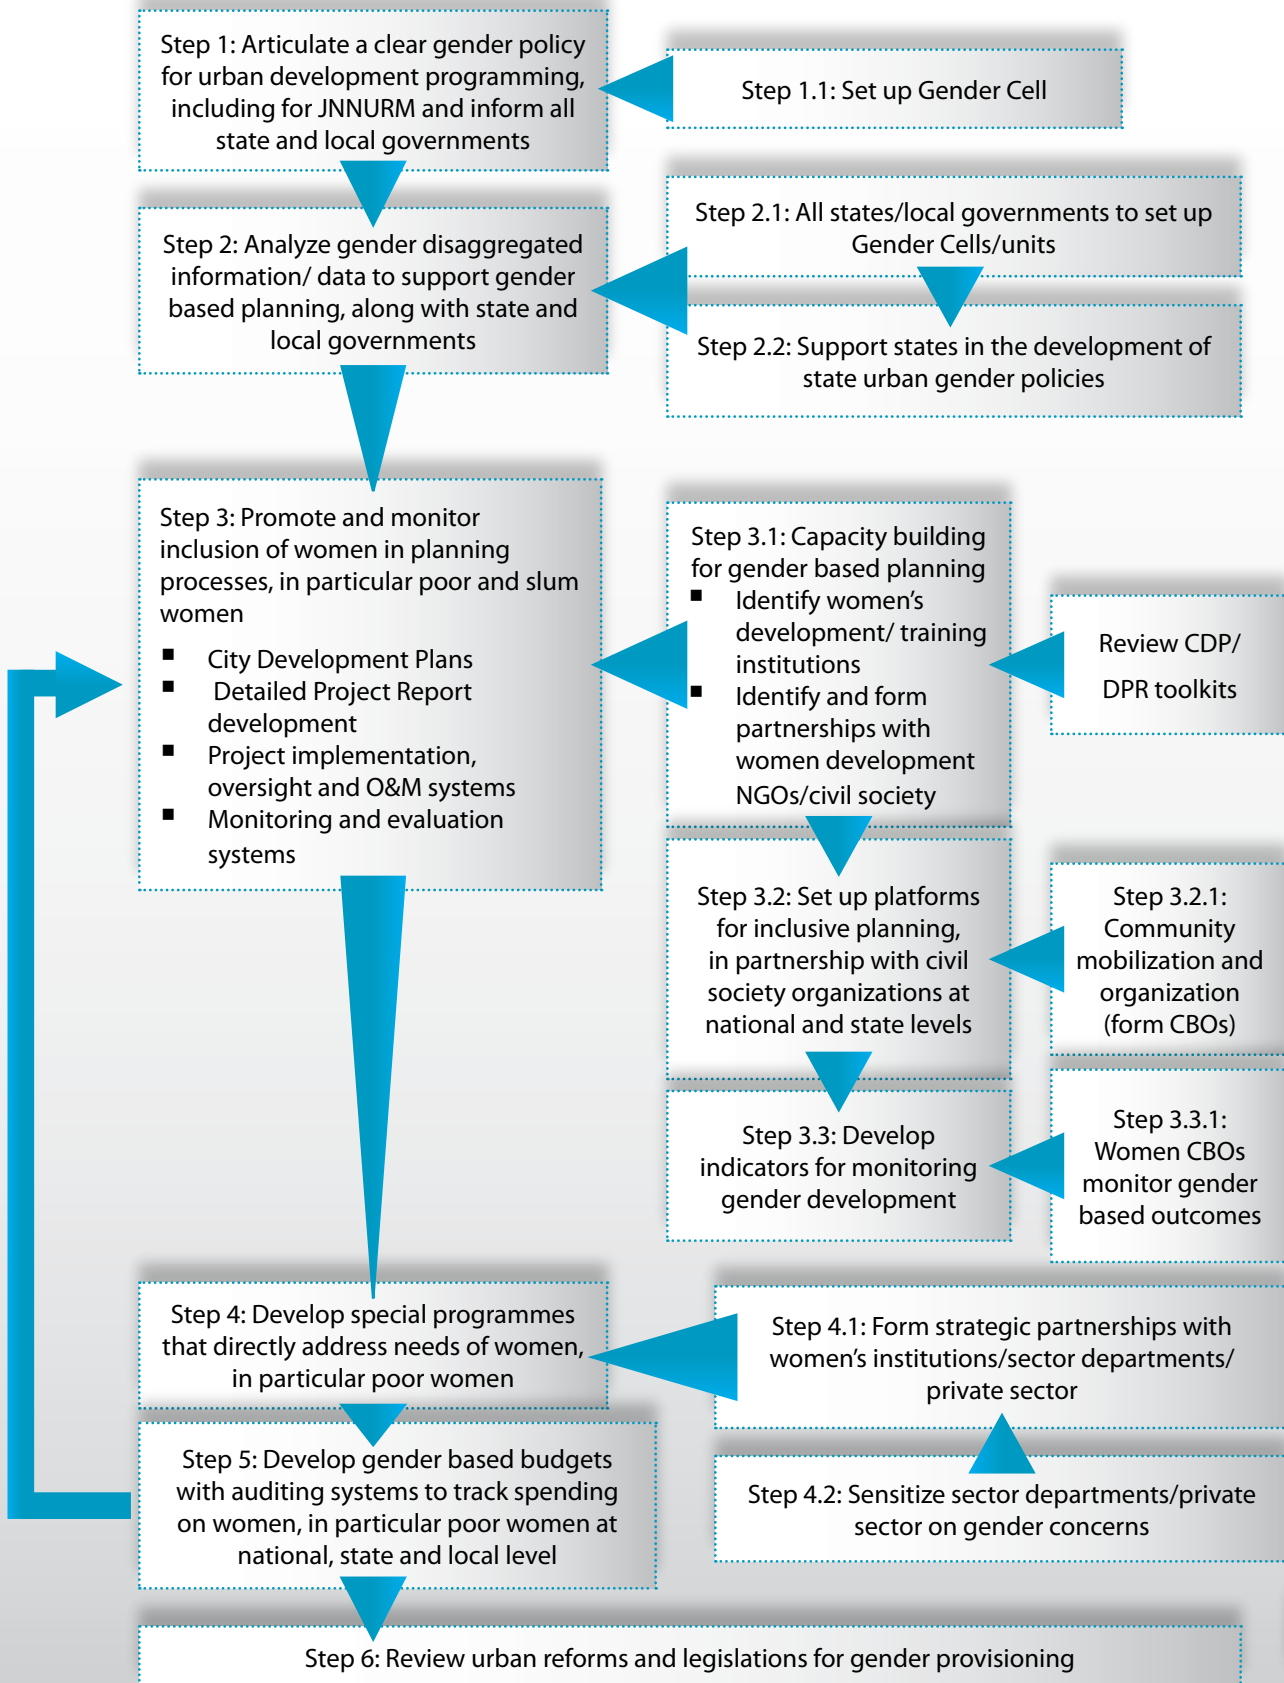 Step 1: Articulate a clear gender policy
for urban development programming,
including for JNNURM and inform all
state and local governments
Step 1.1: Set up Gender Cell
Step 2: Analyze gender disaggregated
information/ data to support gender
based planning, along with state and
local governments
Step 2.1: All states/local governments to set up
Gender Cells/units
Step 2.2: Support states in the development of
state urban gender policies
Step 3: Promote and monitor
inclusion of women in planning
processes, in particular poor and slum
women
■ City Development Plans
■ Detailed Project Report
development
■ Project implementation,
oversight and O&M systems
■ Monitoring and evaluation
systems
Step 3.1: Capacity building
for gender based planning
■ Identify women's
development/ training
institutions
■ Identify and form
partnerships with
women development
NGOs/civil society
Review CDP/
DPR toolkits
Step 3.2: Set up platforms
for inclusive planning,
in partnership with civil
society organizations at
national and state levels
Step 3.2.1:
Community
mobilization and
organization
(form CBOs)
Step 3.3: Develop
indicators for monitoring
gender development
Step 3.3.1:
Women CBOs
monitor gender
based outcomes
Step 4: Develop special programmes
that directly address needs of women,
in particular poor women
Step 4.1: Form strategic partnerships with
women's institutions/sector departments/
private sector
Step 4.2: Sensitize sector departments/private
sector on gender concerns
Step 5: Develop gender based budgets
with auditing systems to track spending
on women, in particular poor women at
national, state and local level
Step 6: Review urban reforms and legislations for gender provisioning